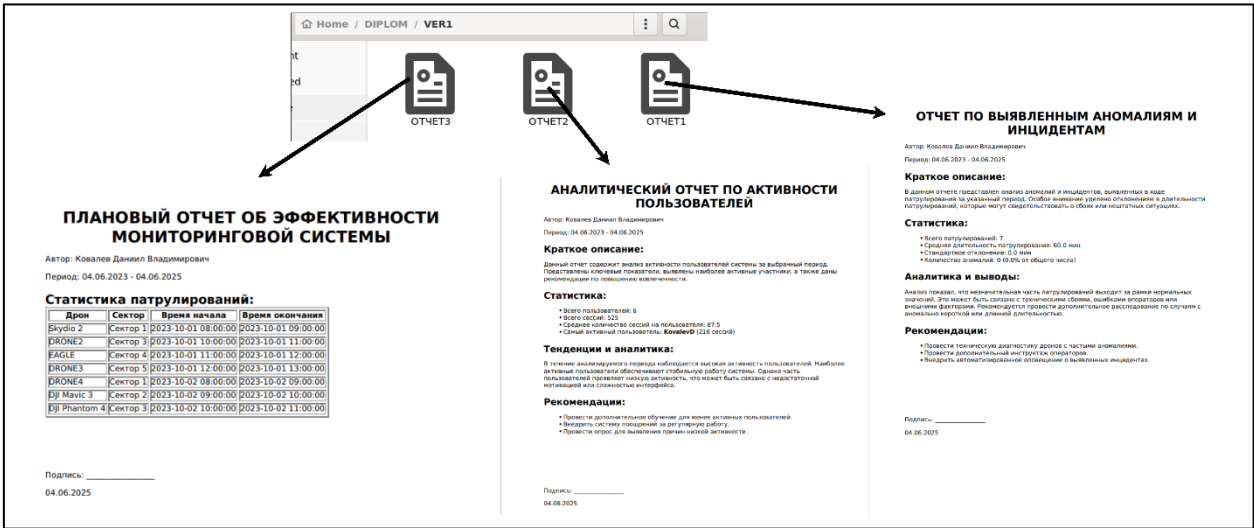 Home / DIPLOM / VER1
nt
ed
ОТЧЕТ3
ОТЧЕТ2
ОТЧЕТ1
ПЛАНОВЫЙ ОТЧЕТ ОБ ЭФФЕКТИВНОСТИ
МОНИТОРИНГОВОЙ СИСТЕМЫ
Автор: Ковалев Даниил Владимирович
Период: 04.06.2023 - 04.06.2025
Статистика патрулирований:
Дрон Сектор Время начала Время окончания
Skydio 2 Сектор 1 2023-10-01 08:00:00 2023-10-01 09:00:00
DRONE2 Сектор 3 2023-10-01 10:00:00 2023-10-01 11:00:00
EAGLE Сектор 4 2023-10-01 11:00:00 2023-10-01 12:00:00
DRONE3 Сектор 5 2023-10-01 12:00:00 2023-10-01 13:00:00
DRONE4 Сектор 1 2023-10-02 08:00:00 2023-10-02 09:00:00
DJI Mavic 3 Сектор 2 2023-10-02 09:00:00 2023-10-02 10:00:00
DJI Phantom 4 Сектор 3 2023-10-02 10:00:00 2023-10-02 11:00:00
Подпись: ________________
04.06.2025
АНАЛИТИЧЕСКИЙ ОТЧЕТ ПО АКТИВНОСТИ
ПОЛЬЗОВАТЕЛЕЙ
Автор: Ковалев Даниил Владимирович
Период: 04.06.2023 - 04.06.2025
Краткое описание:
Данный отчет содержит анализ активности пользователей системы за выбранный период.
Представлены ключевые показатели, выявлены наиболее активные участники, а также даны
рекомендации по повышению вовлеченности.
Статистика:
• Всего пользователей: 6
• Всего сессий: 525
• Среднее количество сессий на пользователя: 87.5
• Самый активный пользователь: KovalevD (216 сессий)
Тенденции и аналитика:
В течение анализируемого периода наблюдается высокая активность пользователей. Наиболее
активные пользователи обеспечивают стабильную работу системы. Однако часть
пользователей проявляет низкую активность, что может быть связано с недостаточной
мотивацией или сложностью интерфейса.
Рекомендации:
• Провести дополнительное обучение для менее активных пользователей.
• Внедрить систему поощрений за регулярную работу.
• Провести опрос для выявления причин низкой активности.
Подпись: ________________
04.06.2025
ОТЧЕТ ПО ВЫЯВЛЕННЫМ АНОМАЛИЯМ И
ИНЦИДЕНТАМ
Автор: Ковалев Даниил Владимирович
Период: 04.06.2023 - 04.06.2025
Краткое описание:
В данном отчете представлен анализ аномалий и инцидентов, выявленных в ходе
патрулирования за указанный период. Особое внимание уделено отклонениям в длительности
патрулирований, которые могут свидетельствовать о сбоях или нештатных ситуациях.
Статистика:
• Всего патрулирований: 7
• Средняя длительность патрулирования: 60.0 мин
• Стандартное отклонение: 0.0 мин
• Количество аномалий: 0 (0.0% от общего числа)
Аналитика и выводы:
Анализ показал, что незначительная часть патрулирований выходит за рамки нормальных
значений. Это может быть связано с техническими сбоями, ошибками операторов или
внешними факторами. Рекомендуется провести дополнительное расследование по случаям с
аномально короткой или длинной длительностью.
Рекомендации:
• Провести техническую диагностику дронов с частыми аномалиями.
• Провести дополнительный инструктаж операторов.
• Внедрить автоматизированное оповещение о выявленных инцидентах.
Подпись: ________________
04.06.2025